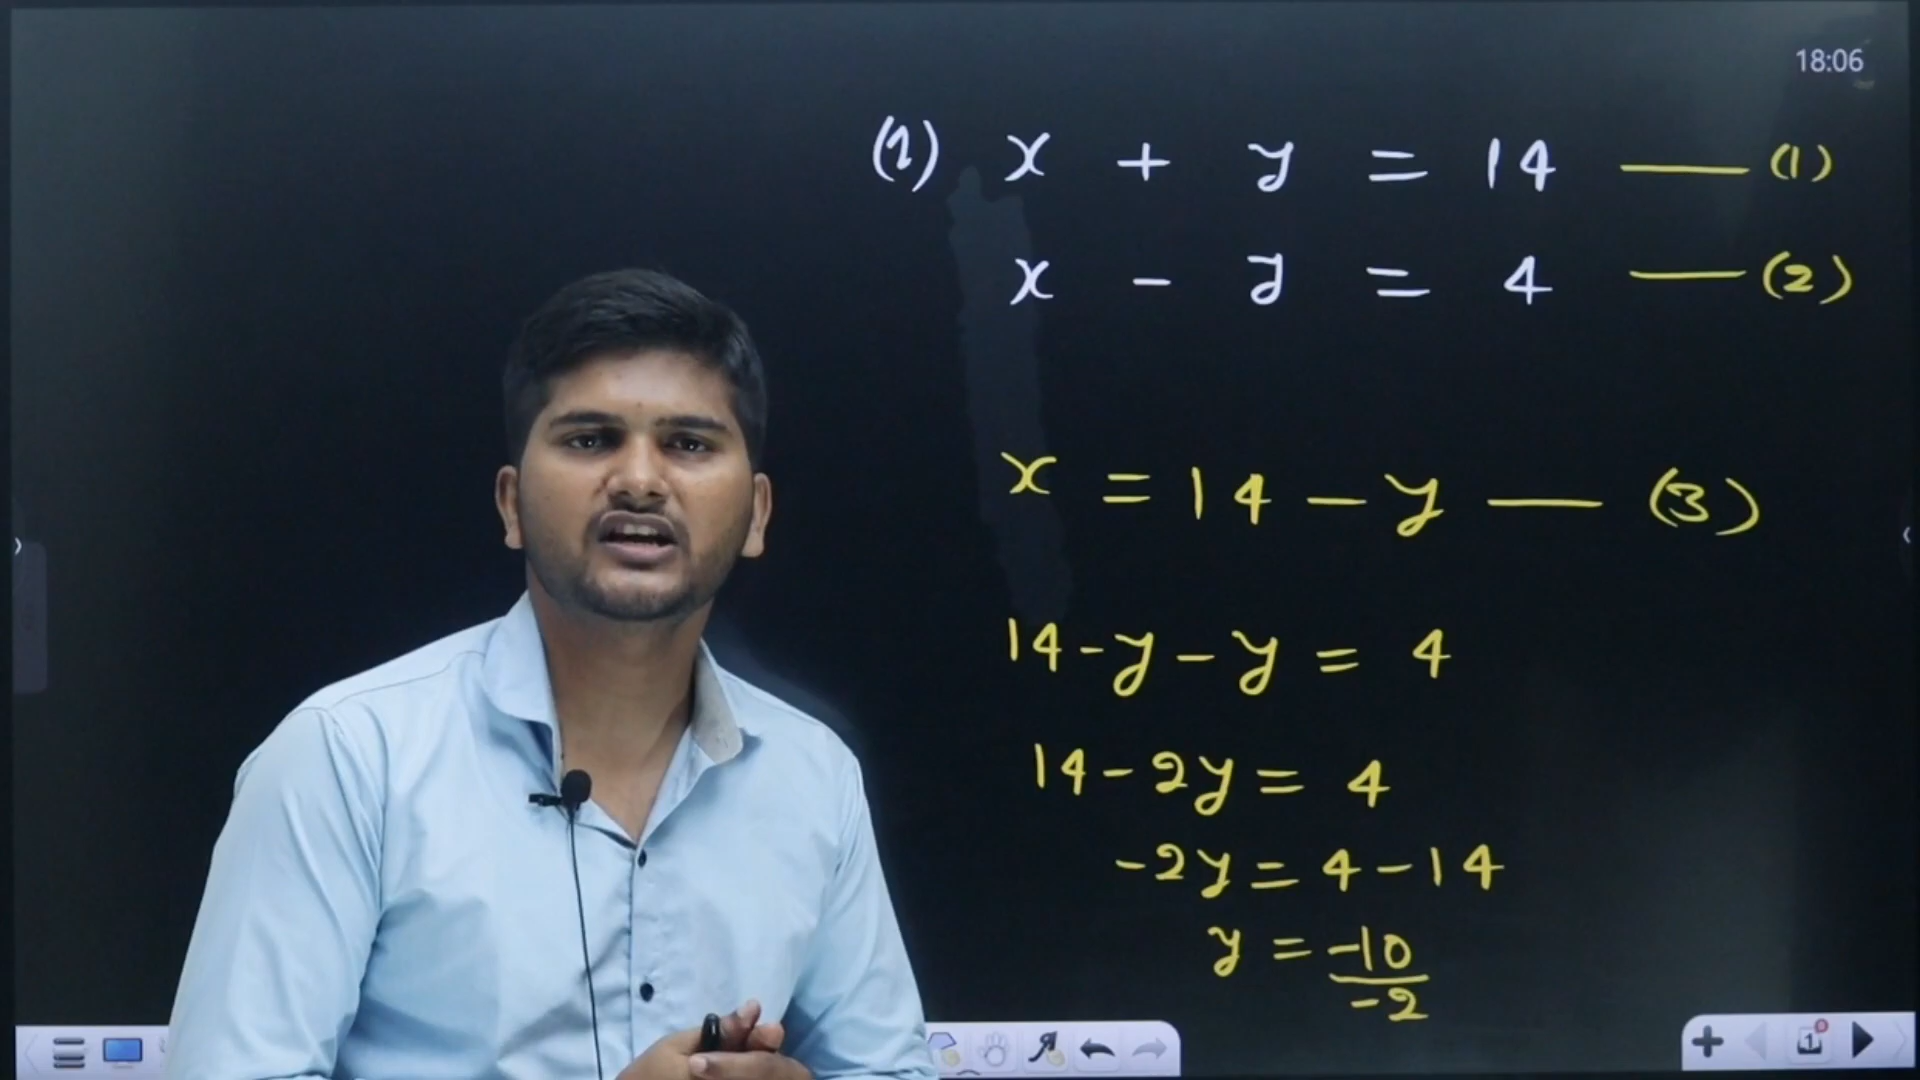 18:06
(1) x + y = 14 — (1)
x - y = 4 — (2)
x = 14 - y — (3)
14 - y - y = 4
14 - 2y = 4
-2y = 4 - 14
y = -10
-2
1